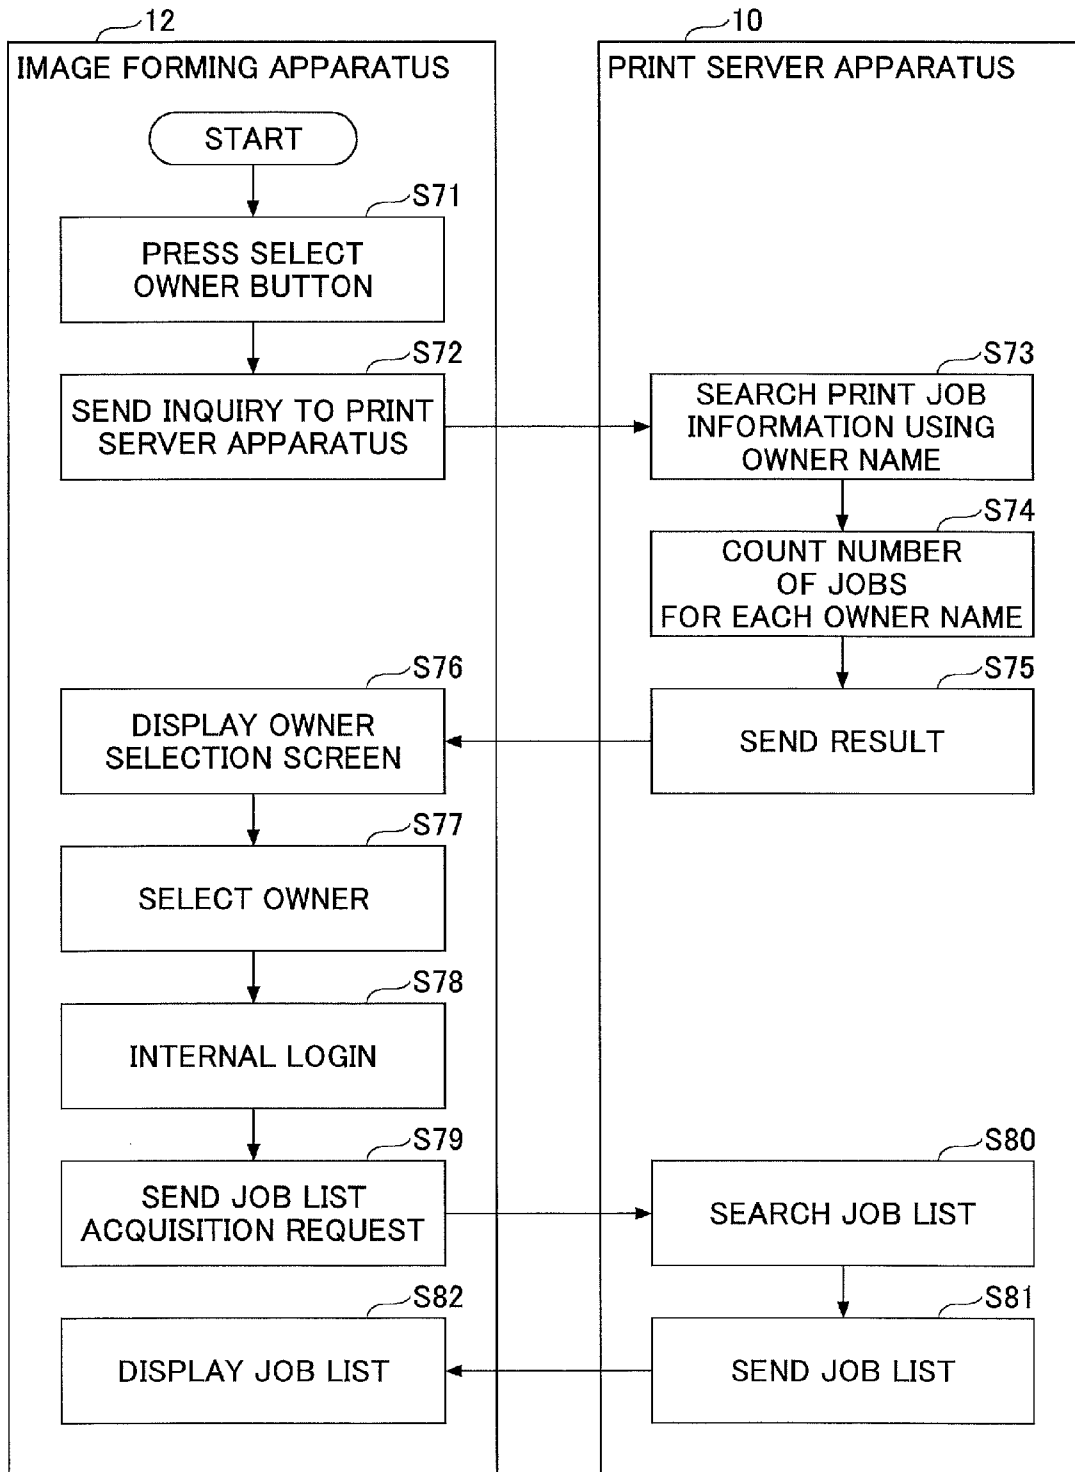 12
IMAGE FORMING APPARATUS
START
S71
PRESS SELECT
OWNER BUTTON
S72
SEND INQUIRY TO PRINT
SERVER APPARATUS
10
PRINT SERVER APPARATUS
S73
SEARCH PRINT JOB
INFORMATION USING
OWNER NAME
S74
COUNT NUMBER
OF JOBS
FOR EACH OWNER NAME
S75
SEND RESULT
S76
DISPLAY OWNER
SELECTION SCREEN
S77
SELECT OWNER
S78
INTERNAL LOGIN
S79
SEND JOB LIST
ACQUISITION REQUEST
S80
SEARCH JOB LIST
S81
SEND JOB LIST
S82
DISPLAY JOB LIST